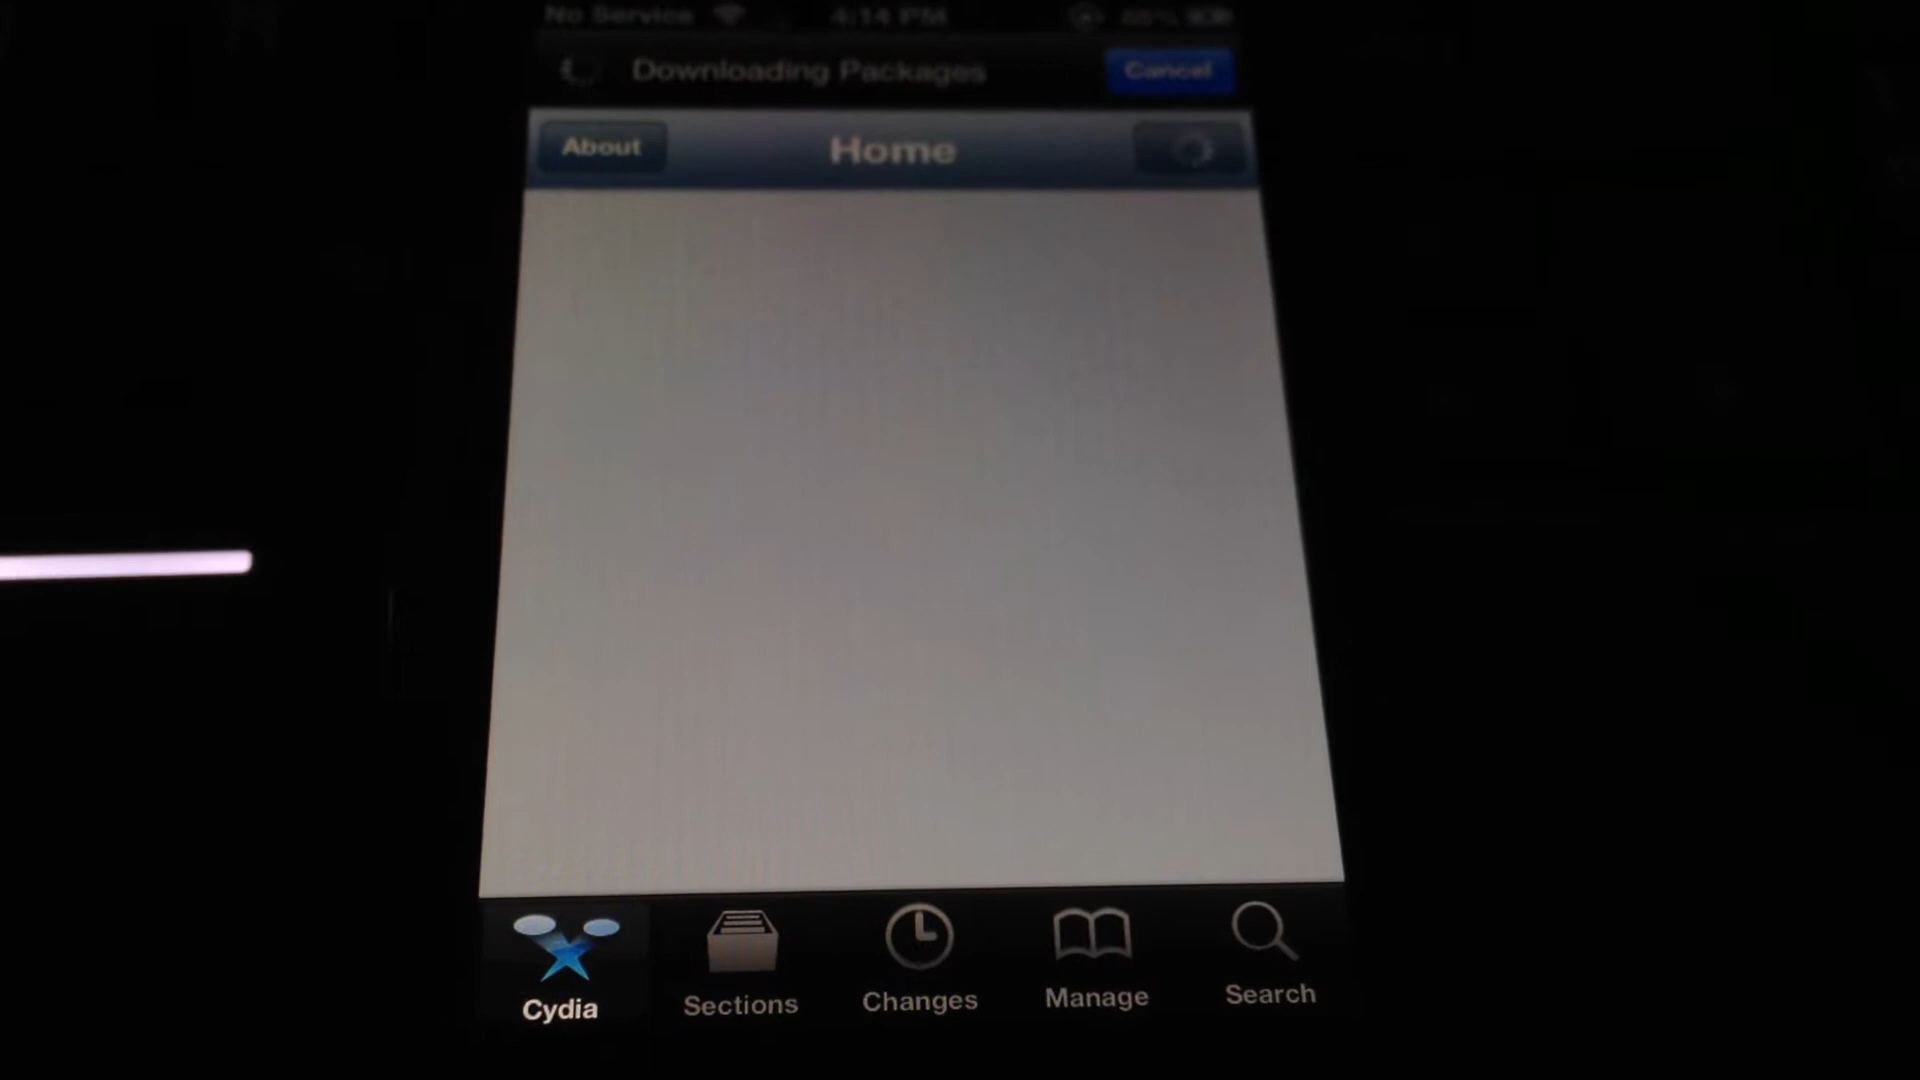 No Service 4:14 PM
Downloading Packages Cancel
About Home
Cydia Sections Changes Manage Search